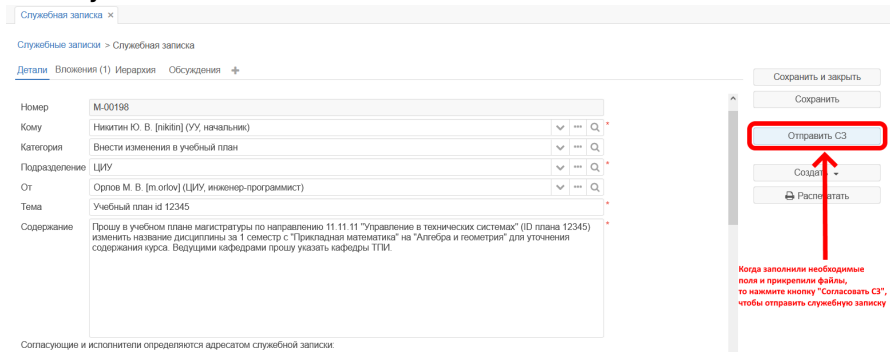 Служебная записка ×
Служебные записки > Служебная записка
Детали Вложения (1) Иерархия Обсуждения +
Сохранить и закрыть
Сохранить
Отправить СЗ
Создать
Распечатать
Номер М-00198
Кому Никитин Ю. В. [nikitin] (УУ, начальник) *
Категория Внести изменения в учебный план
Подразделение ЦИУ *
От Орлов М. В. [m.orlov] (ЦИУ, инженер-программист)
Тема Учебный план id 12345 *
Содержание Прошу в учебном плане магистратуры по направлению 11.11.11 "Управление в технических системах" (ID плана 12345) *
изменить название дисциплины за 1 семестр с "Прикладная математика" на "Алгебра и геометрия" для уточнения
содержания курса. Ведущими кафедрами прошу указать кафедры ТПИ.
Когда заполнили необходимые
поля и прикрепили файлы,
то нажмите кнопку "Согласовать СЗ",
чтобы отправить служебную записку
Согласующие и исполнители определяются адресатом служебной записки: